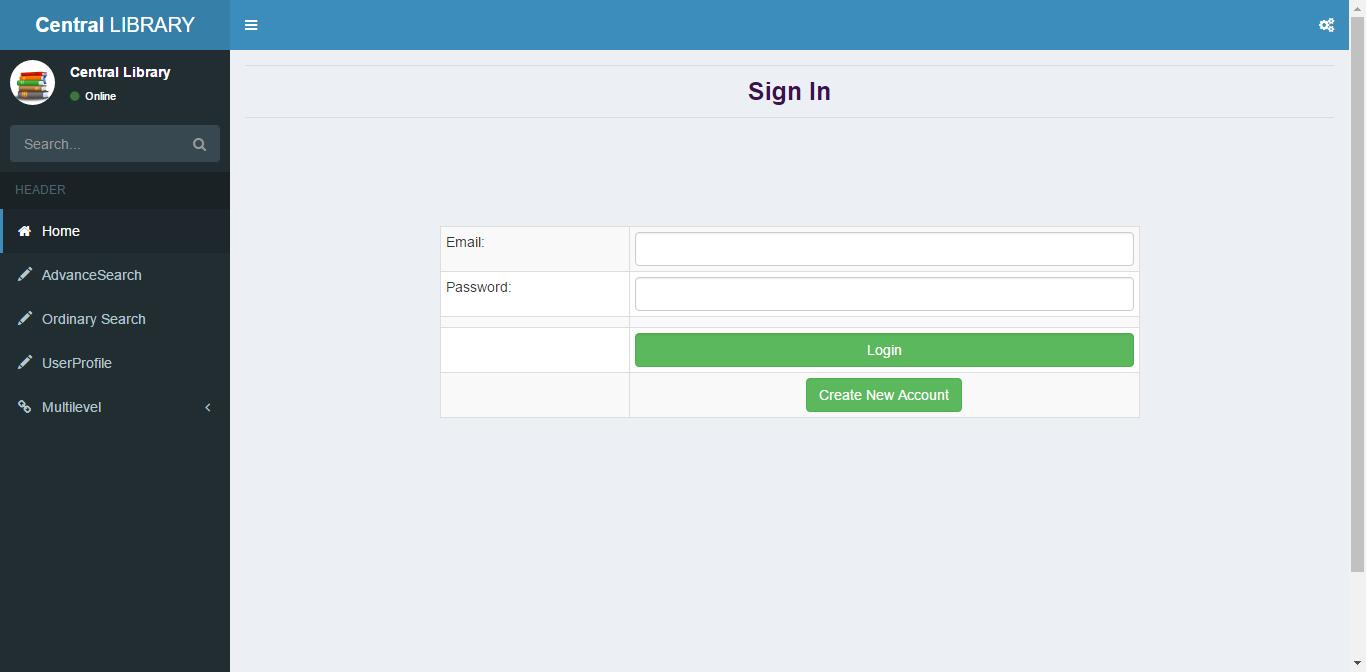 Central LIBRARY
Central Library
Online
Search...
HEADER
Home
AdvanceSearch
Ordinary Search
UserProfile
Multilevel
Sign In
Email:
Password:
Login
Create New Account